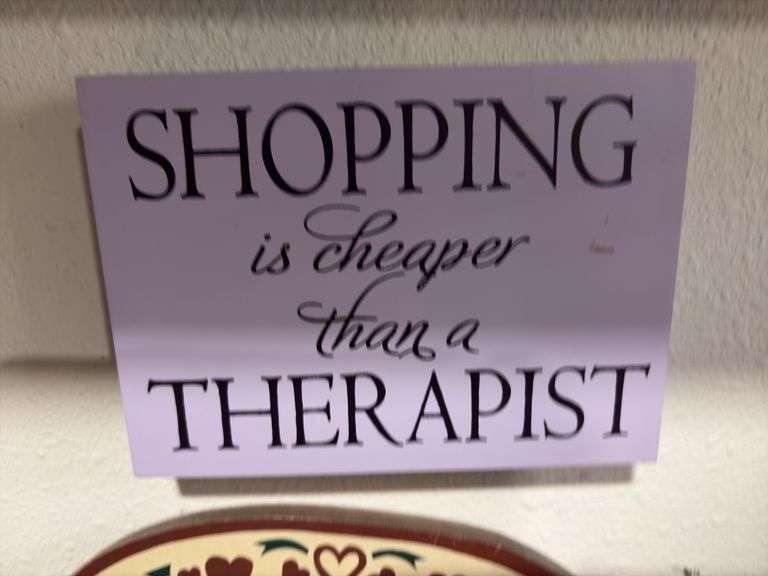 SHOPPING
is cheaper
than a
THERAPIST